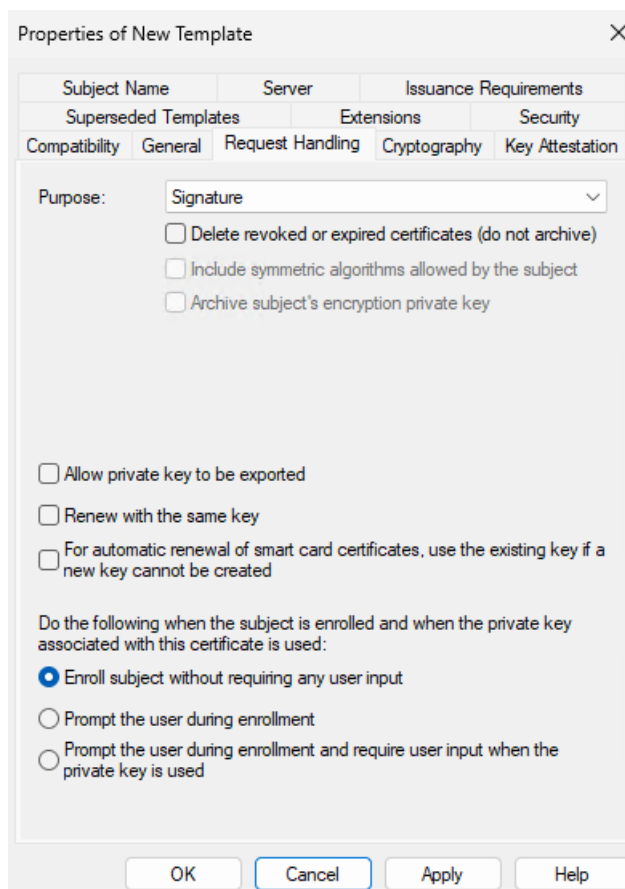 Properties of New Template
Subject Name Server Issuance Requirements
Superseded Templates Extensions Security
Compatibility General Request Handling Cryptography Key Attestation
Purpose: Signature
Delete revoked or expired certificates (do not archive)
Include symmetric algorithms allowed by the subject
Archive subject's encryption private key
Allow private key to be exported
Renew with the same key
For automatic renewal of smart card certificates, use the existing key if a
new key cannot be created
Do the following when the subject is enrolled and when the private key
associated with this certificate is used:
Enroll subject without requiring any user input
Prompt the user during enrollment
Prompt the user during enrollment and require user input when the
private key is used
OK Cancel Apply Help